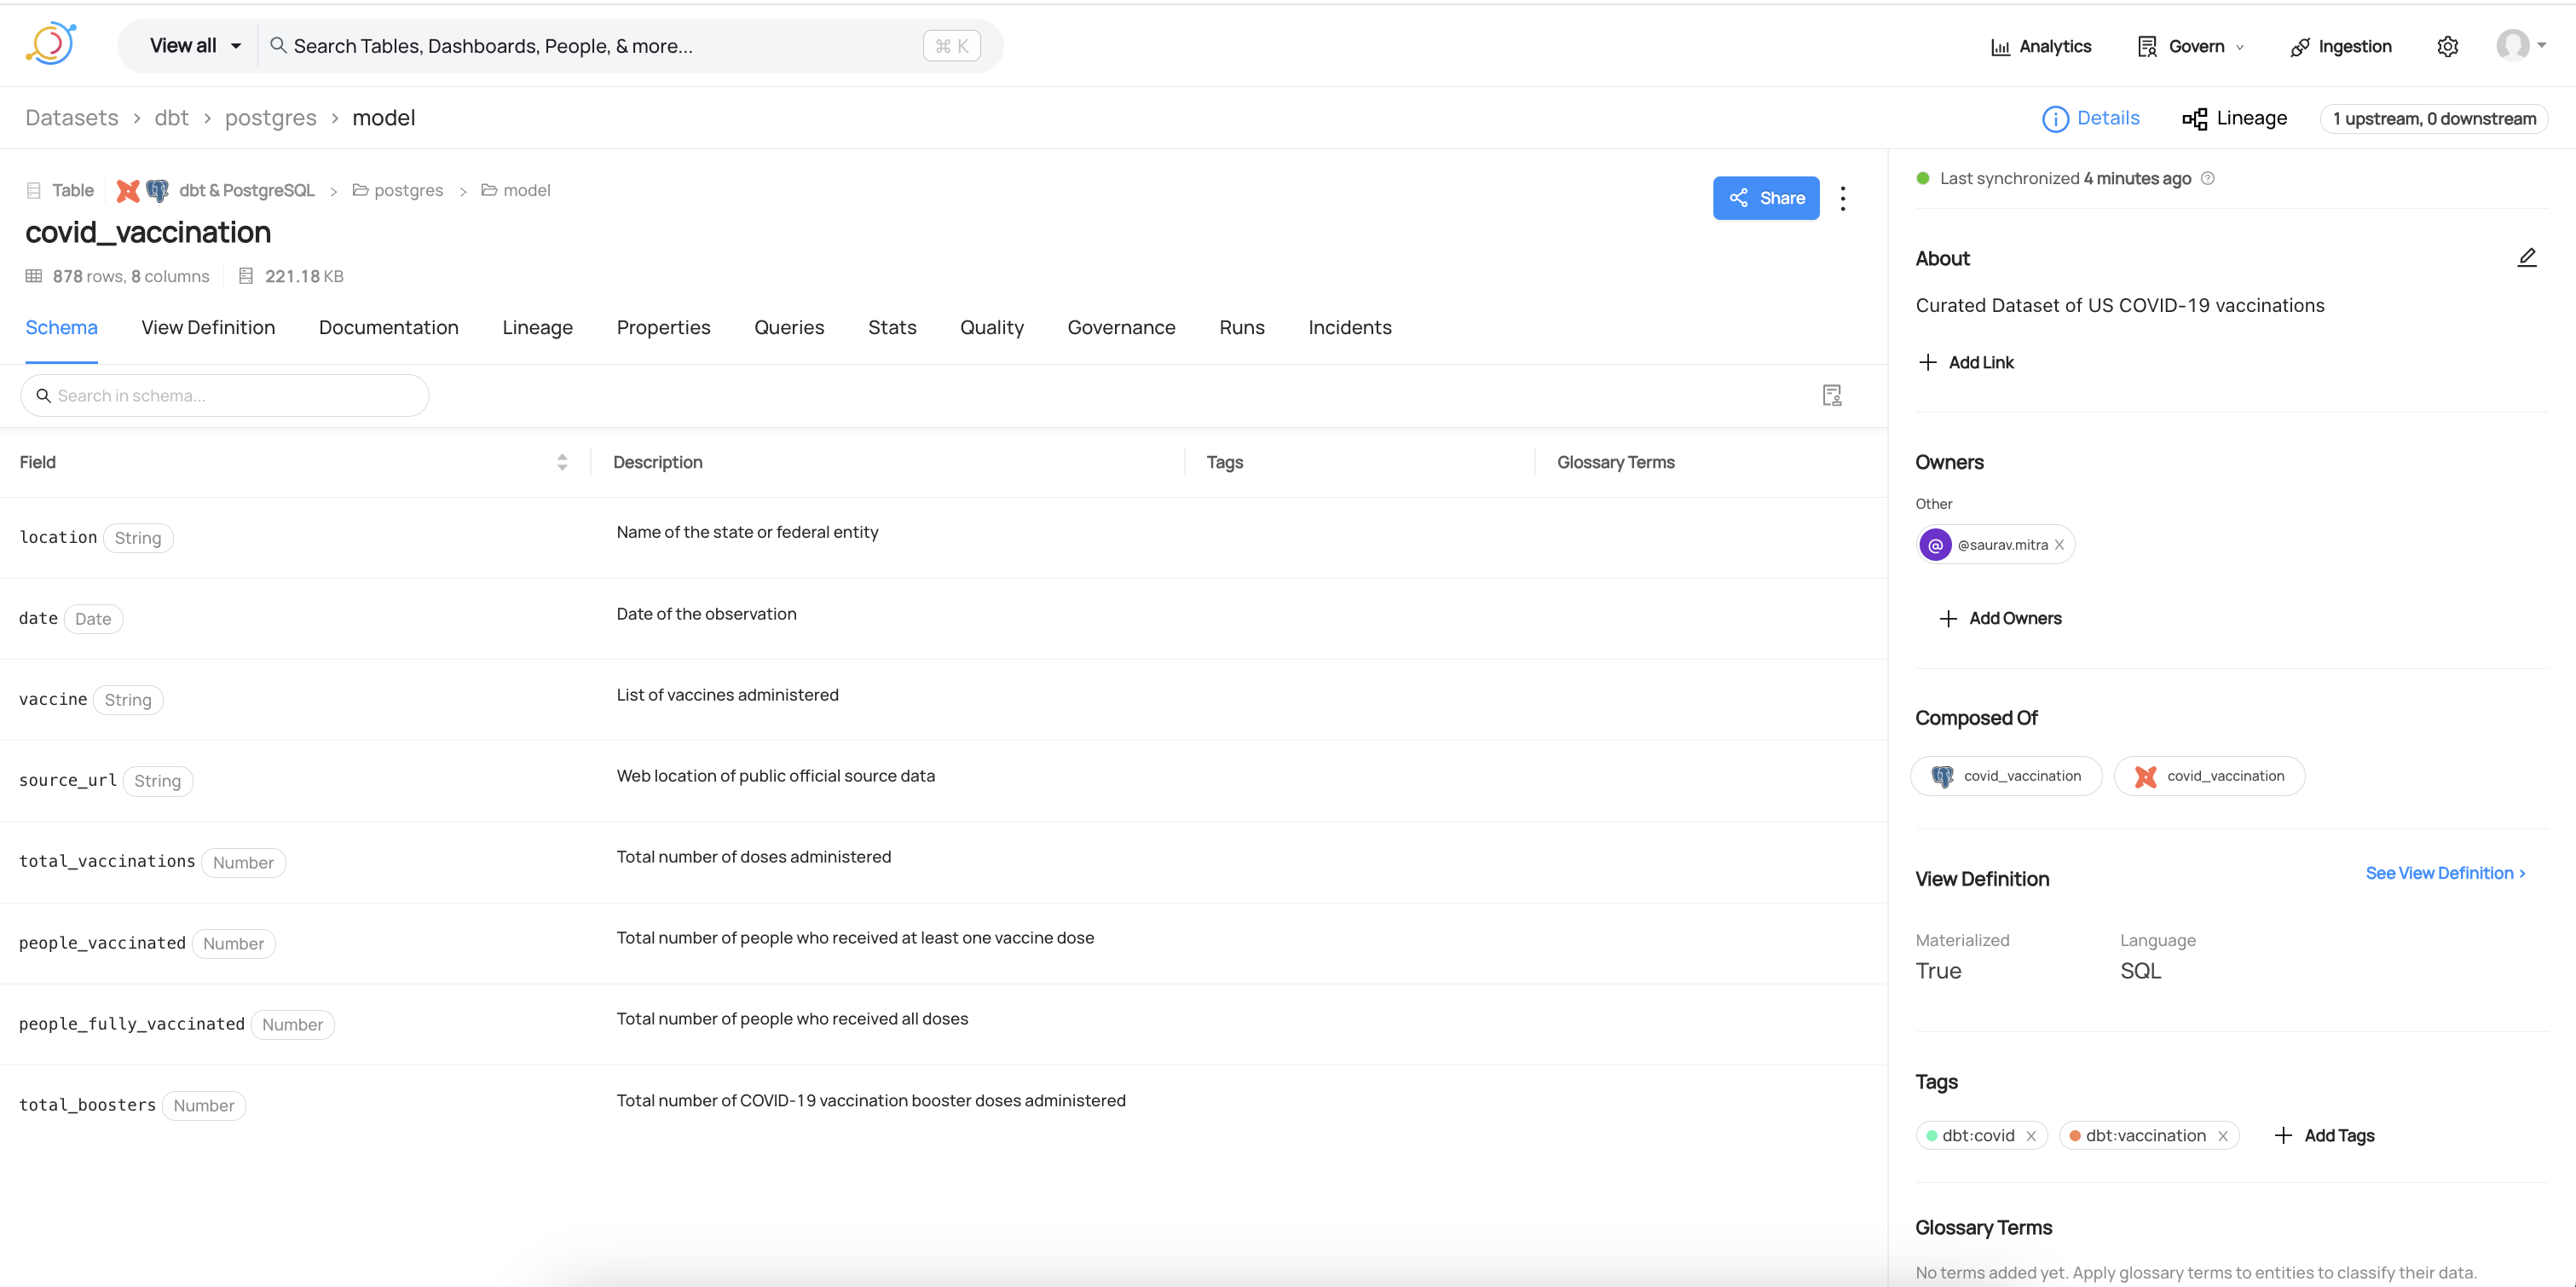 View all
Search Tables, Dashboards, People, & more...
⌘ K
Analytics
Govern
Ingestion
Datasets > dbt > postgres > model
Details
Lineage
1 upstream, 0 downstream
Table
dbt & PostgreSQL > postgres > model
covid_vaccination
878 rows, 8 columns
221.18 KB
Share
Schema View Definition Documentation Lineage Properties Queries Stats Quality Governance Runs Incidents
Search in schema...
Field Description Tags Glossary Terms
location String Name of the state or federal entity
date Date Date of the observation
vaccine String List of vaccines administered
source_url String Web location of public official source data
total_vaccinations Number Total number of doses administered
people_vaccinated Number Total number of people who received at least one vaccine dose
people_fully_vaccinated Number Total number of people who received all doses
total_boosters Number Total number of COVID-19 vaccination booster doses administered
Last synchronized 4 minutes ago
About
Curated Dataset of US COVID-19 vaccinations
+ Add Link
Owners
Other
@ @saurav.mitra X
+ Add Owners
Composed Of
covid_vaccination covid_vaccination
View Definition See View Definition >
Materialized Language
True SQL
Tags
dbt:covid X dbt:vaccination X + Add Tags
Glossary Terms
No terms added yet. Apply glossary terms to entities to classify their data.